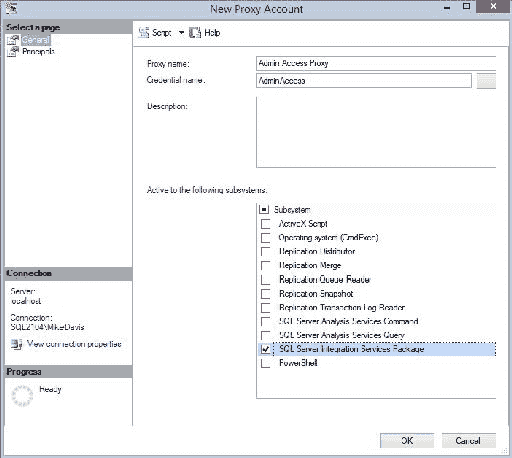 New Proxy Account
Select a page
General
Principals
Script
Help
Proxy name:
Admin Access Proxy
Credential name:
AdminAccess
Description:
Active to the following subsystems:
Subsystem
ActiveX Script
Operating system (CmdExec)
Replication Distributor
Replication Merge
Replication Queue Reader
Replication Snapshot
Replication Transaction-Log Reader
SQL Server Analysis Services Command
SQL Server Analysis Services Query
SQL Server Integration Services Package
PowerShell
Connection
Server:
localhost
Connection:
SQL2104\MikeDavis
View connection properties
Progress
Ready
OK
Cancel